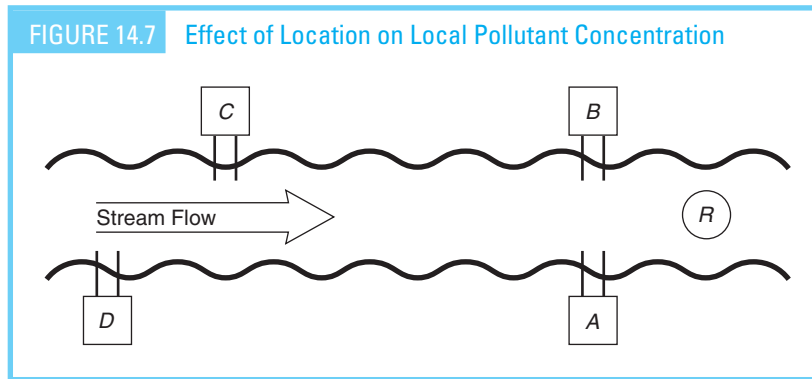 FIGURE 14.7 Effect of Location on Local Pollutant Concentration
C
B
Stream Flow
R
D
A